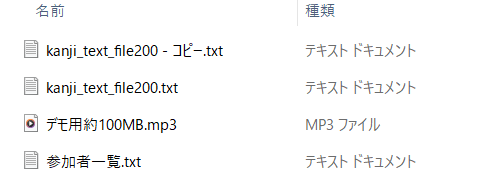 名前 種類
kanji_text_file200 - コピー.txt テキスト ドキュメント
kanji_text_file200.txt テキスト ドキュメント
デモ用約100MB.mp3 MP3 ファイル
参加者一覧.txt テキスト ドキュメント